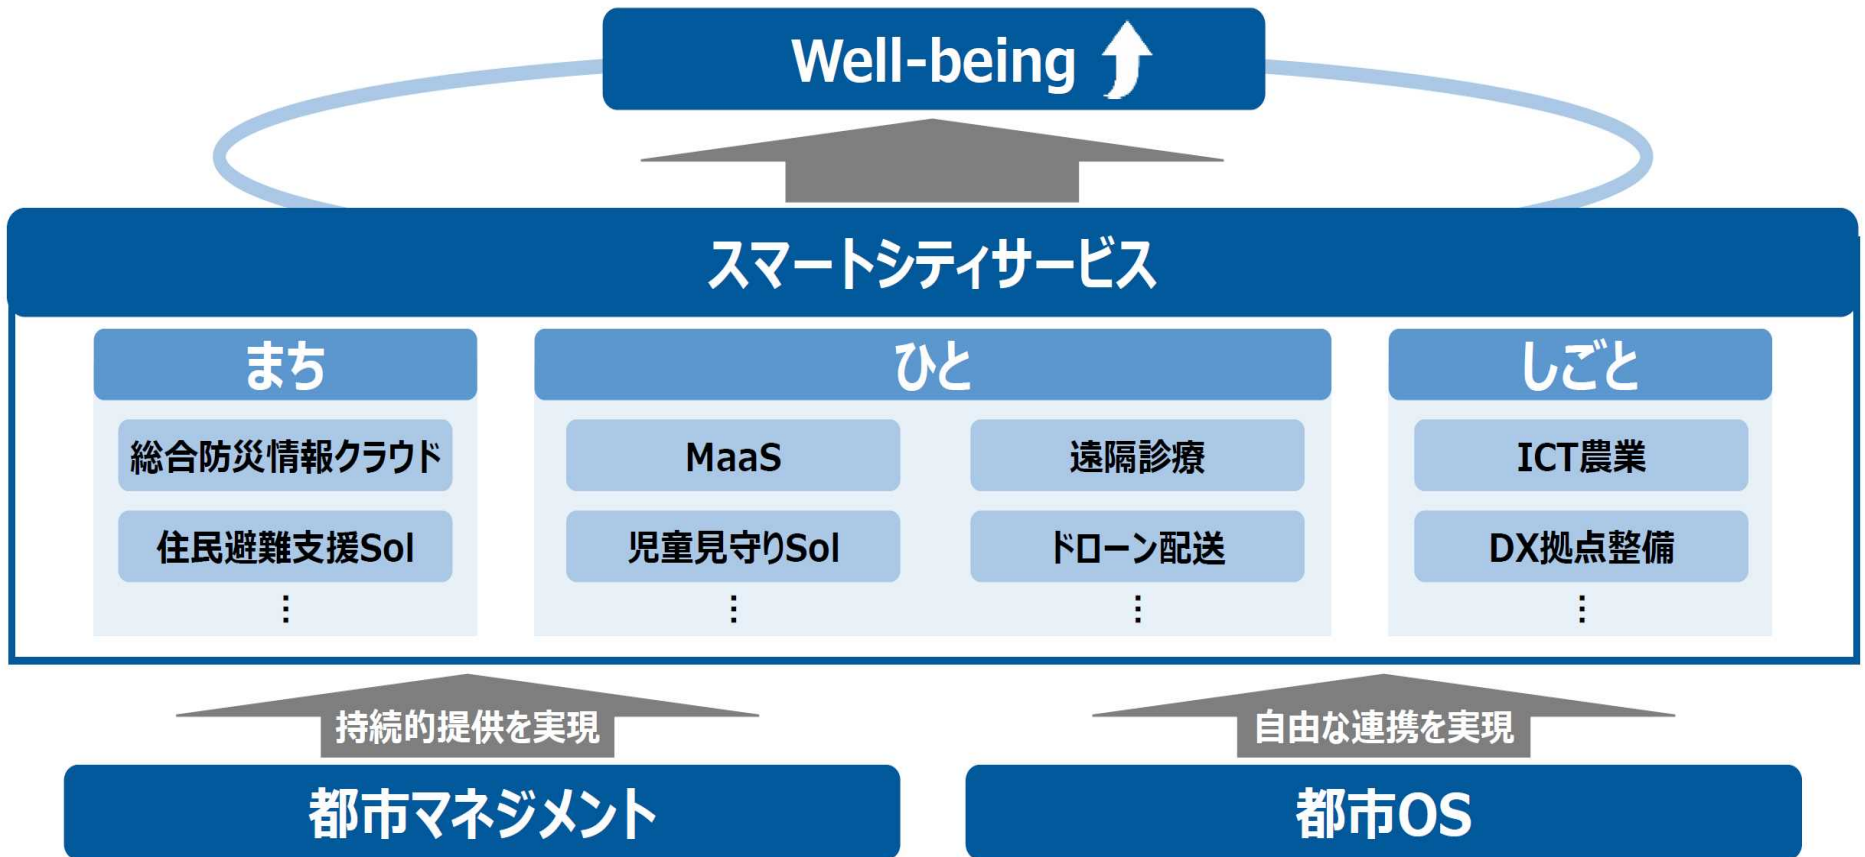 Well-being
スマートシティサービス
まち
総合防災情報クラウド
住民避難支援Sol
⋮
ひと
MaaS
児童見守りSol
⋮
遠隔診療
ドローン配送
⋮
しごと
ICT農業
DX拠点整備
⋮
持続的提供を実現
都市マネジメント
自由な連携を実現
都市OS